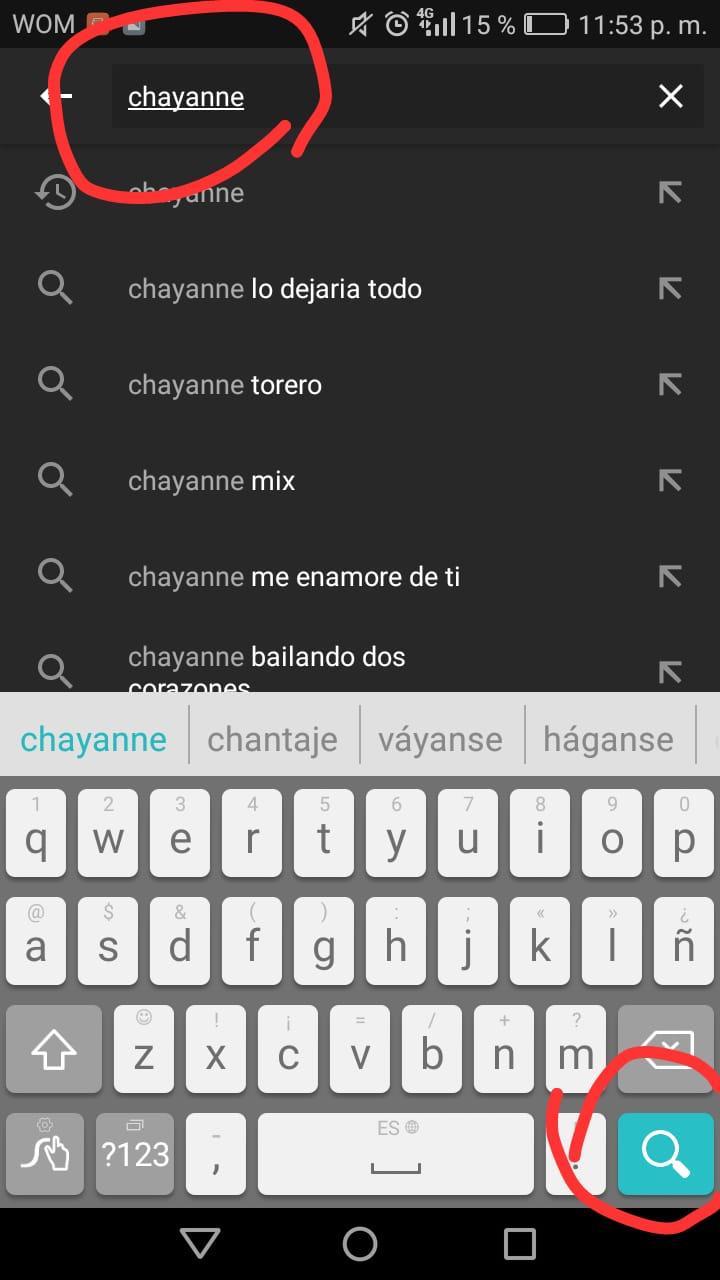 WOM 4G 15 % 11:53 p. m.
chayanne
chayanne
chayanne lo dejaria todo
chayanne torero
chayanne mix
chayanne me enamore de ti
chayanne bailando dos
corazones
chayanne chantaje váyanse háganse
1 2 3 4 5 6 7 8 9 0
q w e r t y u i o p
@ $ & ( ) : ; « » ¿
a s d f g h j k l ñ
! ¡ = / + ?
z x c v b n m
- ES
?123 , .